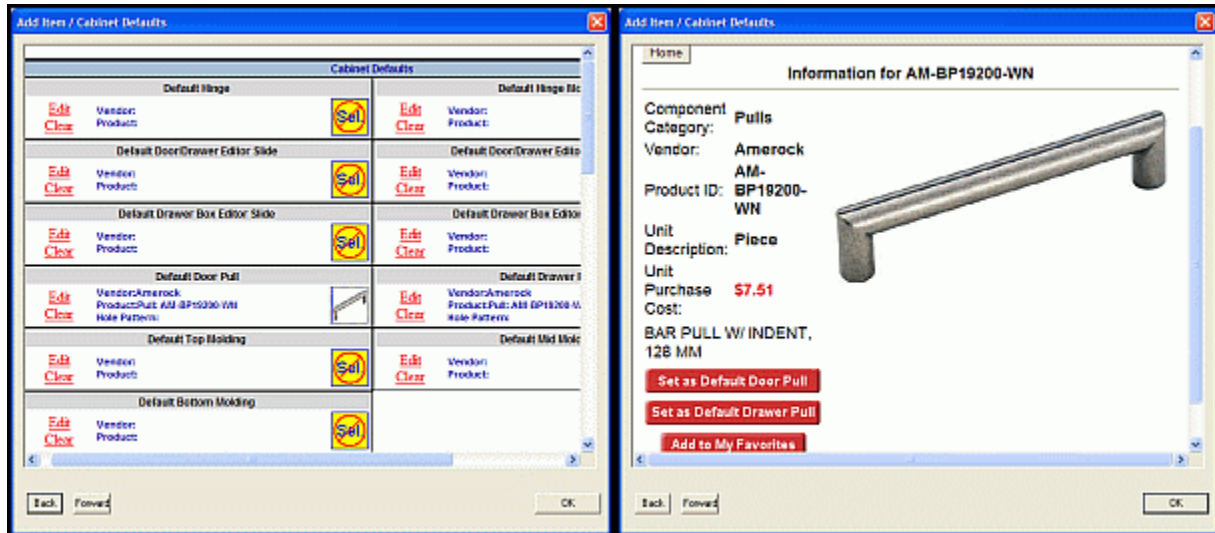 Add Item / Cabinet Defaults
Cabinet Defaults
Default Hinge
Default Hinge Mo
Edit
Clear
Vendor:
Product:
Sel
Edit
Clear
Vendor:
Product:
Default Door/Drawer Editor Slide
Default Door/Drawer Edito
Edit
Clear
Vendor:
Product:
Sel
Edit
Clear
Vendor:
Product:
Default Drawer Box Editor Slide
Default Drawer Box Editor
Edit
Clear
Vendor:
Product:
Sel
Edit
Clear
Vendor:
Product:
Default Door Pull
Default Drawer
Edit
Clear
Vendor:Amerock
Product:Pull: AM-BP19200-WN
Hole Pattern:
Edit
Clear
Vendor:Amerock
Product:Pull: AM-BP19200-W
Hole Pattern:
Default Top Molding
Default Mid Mold
Edit
Clear
Vendor:
Product:
Sel
Edit
Clear
Vendor:
Product:
Default Bottom Molding
Edit
Clear
Vendor:
Product:
Sel
Back
Forward
OK
Add Item / Cabinet Defaults
Home
Information for AM-BP19200-WN
Component Category: Pulls
Vendor: Amerock
Product ID: AM-BP19200-WN
Unit Description: Piece
Unit Purchase Cost: $7.51
BAR PULL W/ INDENT,
128 MM
Set as Default Door Pull
Set as Default Drawer Pull
Add to My Favorites
Back
Forward
OK